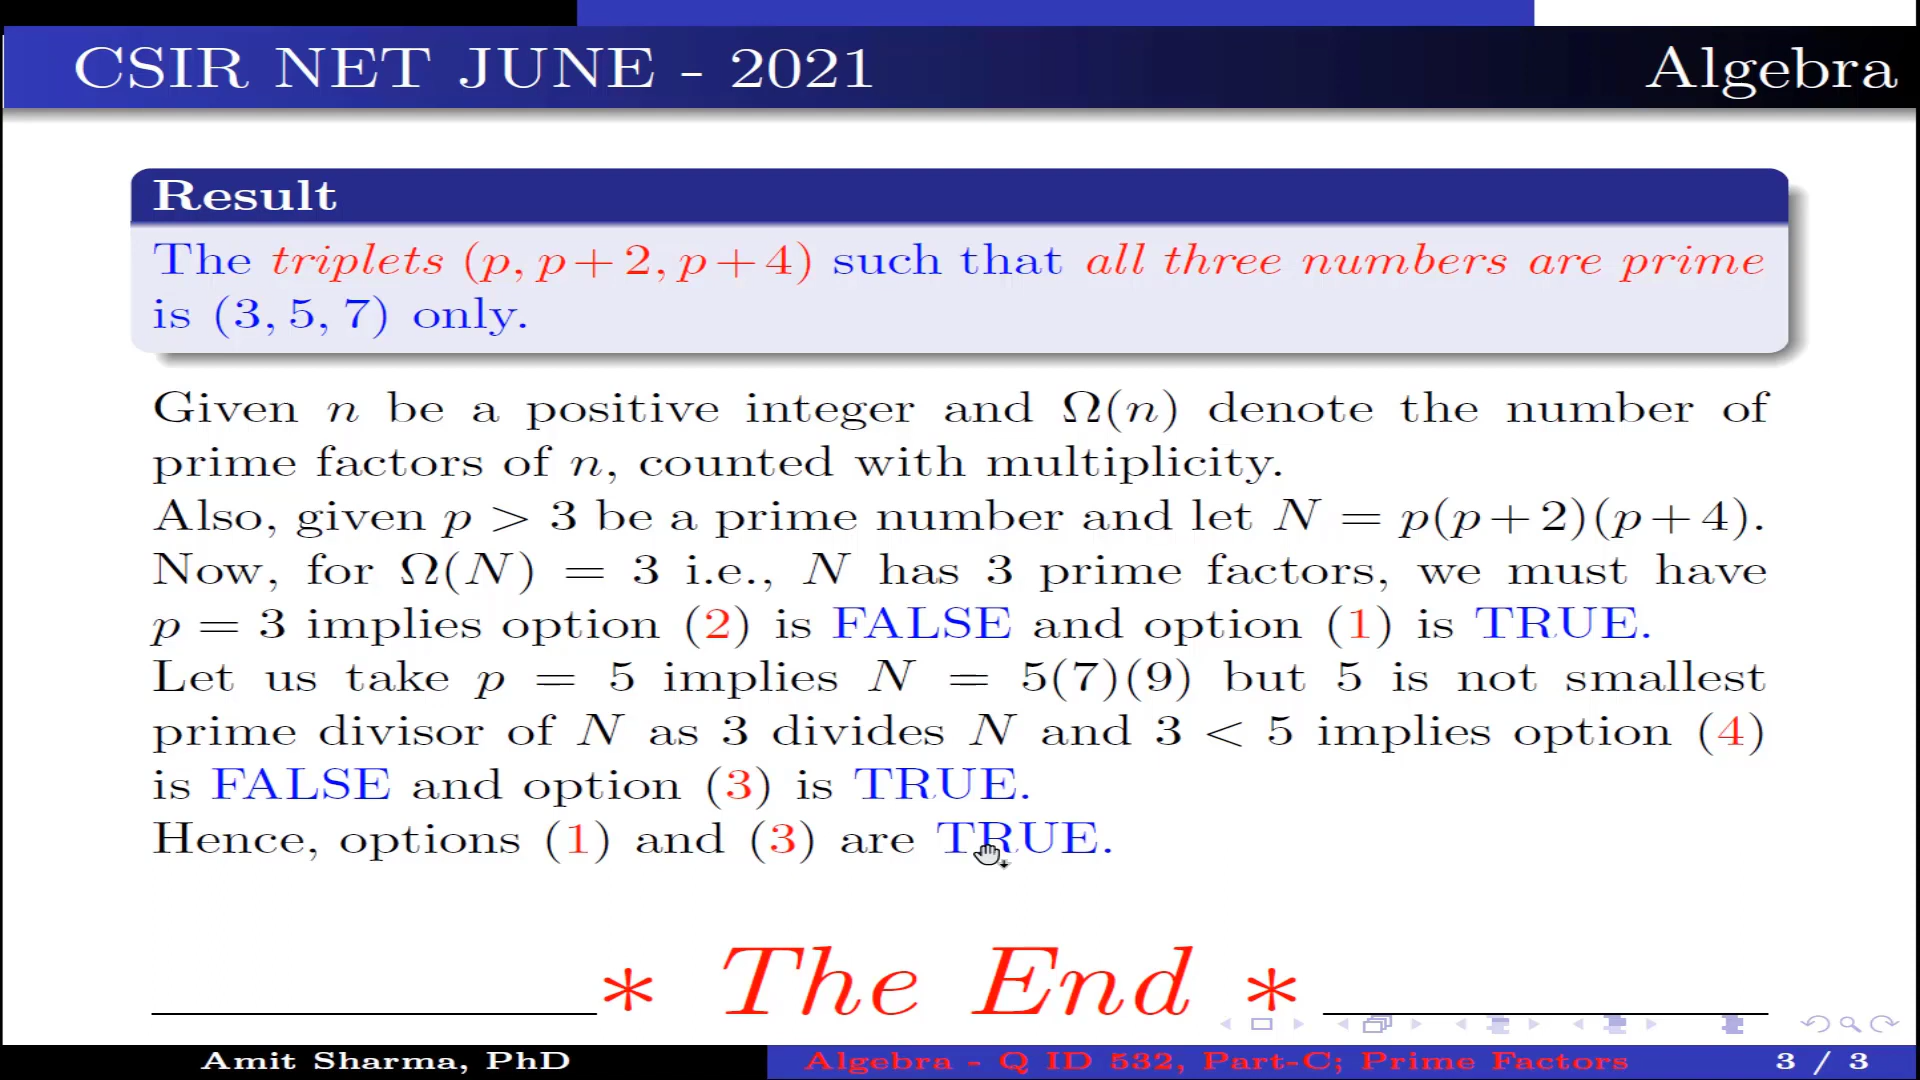 CSIR NET JUNE - 2021
Algebra
Result
The triplets (p, p + 2, p + 4) such that all three numbers are prime
is (3, 5, 7) only.
Given n be a positive integer and Ω(n) denote the number of
prime factors of n, counted with multiplicity.
Also, given p > 3 be a prime number and let N = p(p + 2)(p + 4).
Now, for Ω(N) = 3 i.e., N has 3 prime factors, we must have
p = 3 implies option (2) is FALSE and option (1) is TRUE.
Let us take p = 5 implies N = 5(7)(9) but 5 is not smallest
prime divisor of N as 3 divides N and 3 < 5 implies option (4)
is FALSE and option (3) is TRUE.
Hence, options (1) and (3) are TRUE.
* The End *
Amit Sharma, PhD
Algebra - Q ID 532, Part-C; Prime Factors
3 / 3